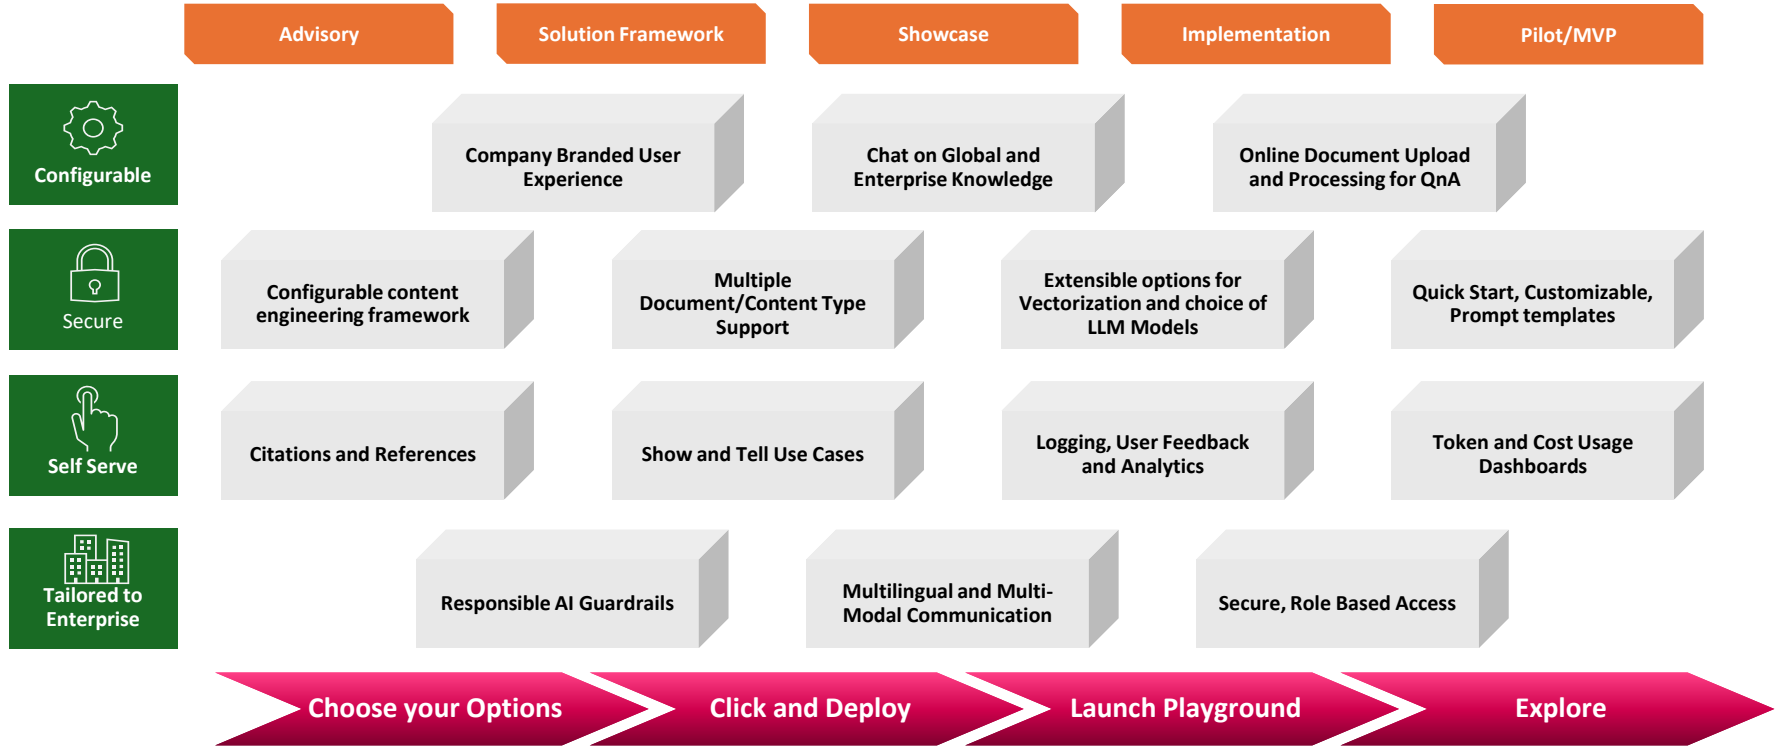 Advisory
Solution Framework
Showcase
Implementation
Pilot/MVP
Configurable
Company Branded User
Experience
Chat on Global and
Enterprise Knowledge
Online Document Upload
and Processing for QnA
Secure
Configurable content
engineering framework
Multiple
Document/Content Type
Support
Extensible options for
Vectorization and choice of
LLM Models
Quick Start, Customizable,
Prompt templates
Self Serve
Citations and References
Show and Tell Use Cases
Logging, User Feedback
and Analytics
Token and Cost Usage
Dashboards
Tailored to
Enterprise
Responsible AI Guardrails
Multilingual and Multi-
Modal Communication
Secure, Role Based Access
Choose your Options
Click and Deploy
Launch Playground
Explore